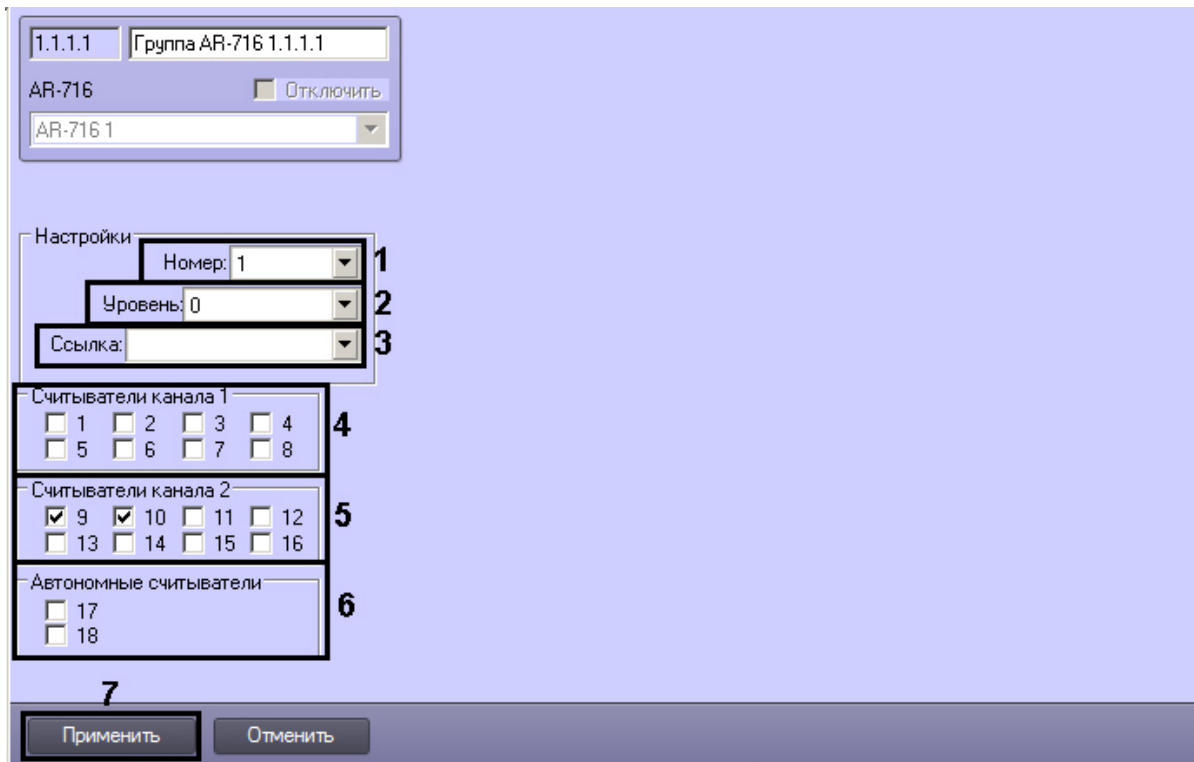 1.1.1.1 Группа AR-716 1.1.1.1
AR-716 Отключить
AR-716 1
Настройки
Номер: 1 1
Уровень: 0 2
Ссылка: 3
Считыватели канала 1
1 2 3 4 4
5 6 7 8
Считыватели канала 2
9 10 11 12 5
13 14 15 16
Автономные считыватели
17 6
18
7
Применить Отменить